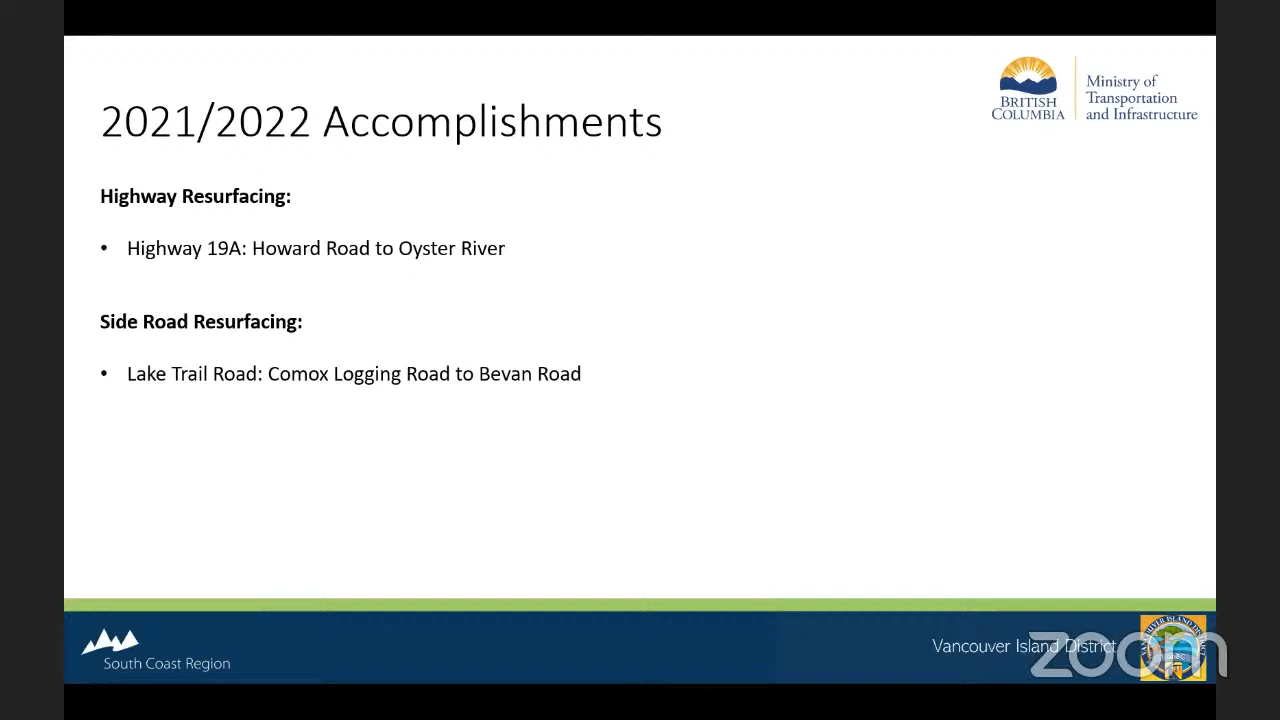 BRITISH
COLUMBIA
Ministry of
Transportation
and Infrastructure
2021/2022 Accomplishments
Highway Resurfacing:
• Highway 19A: Howard Road to Oyster River
Side Road Resurfacing:
• Lake Trail Road: Comox Logging Road to Bevan Road
South Coast Region
Vancouver Island District
zoom